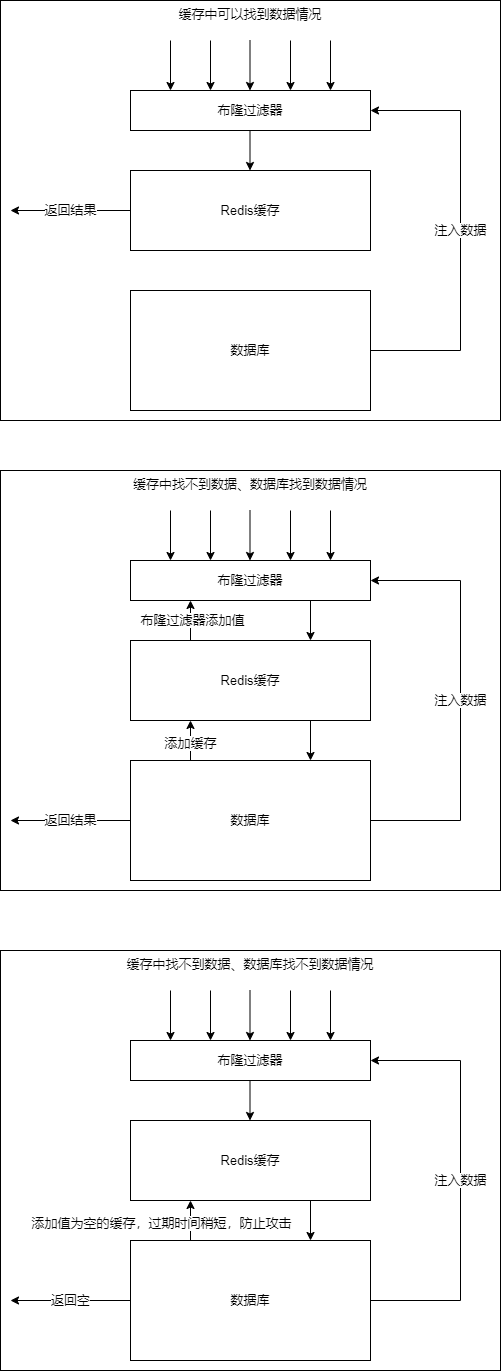 缓存中可以找到数据情况
布隆过滤器
Redis缓存
返回结果
注入数据
数据库
缓存中找不到数据、数据库找到数据情况
布隆过滤器
布隆过滤器添加值
Redis缓存
注入数据
添加缓存
返回结果
数据库
缓存中找不到数据、数据库找不到数据情况
布隆过滤器
Redis缓存
注入数据
添加值为空的缓存，过期时间稍短，防止攻击
返回空
数据库